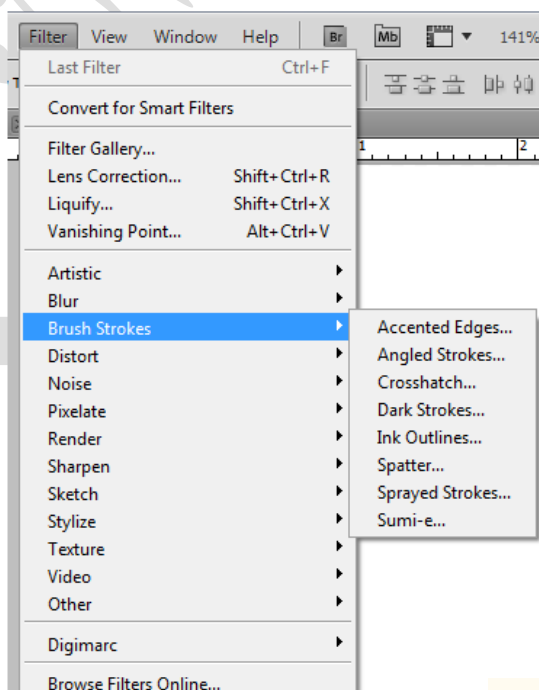 Filter View Window Help Br Mb 141%
Last Filter Ctrl+F
Convert for Smart Filters
Filter Gallery...
1 2
Lens Correction... Shift+Ctrl+R
Liquify... Shift+Ctrl+X
Vanishing Point... Alt+Ctrl+V
Artistic
Blur
Brush Strokes
Accented Edges...
Distort
Angled Strokes...
Noise
Crosshatch...
Pixelate
Dark Strokes...
Render
Ink Outlines...
Sharpen
Spatter...
Sketch
Sprayed Strokes...
Stylize
Sumi-e...
Texture
Video
Other
Digimarc
Browse Filters Online...